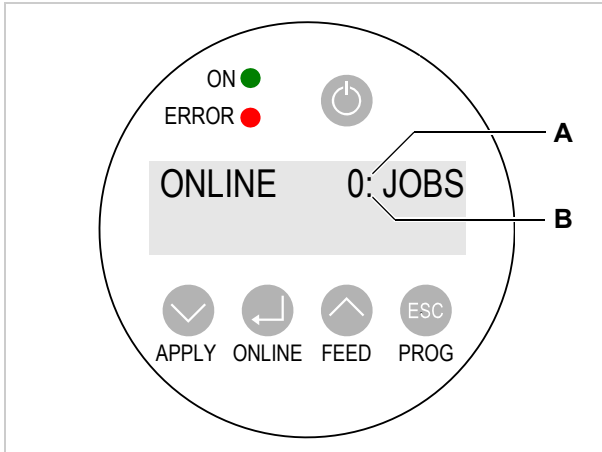 ON
ERROR
A
ONLINE 0: JOBS
B
ESC
APPLY ONLINE FEED PROG